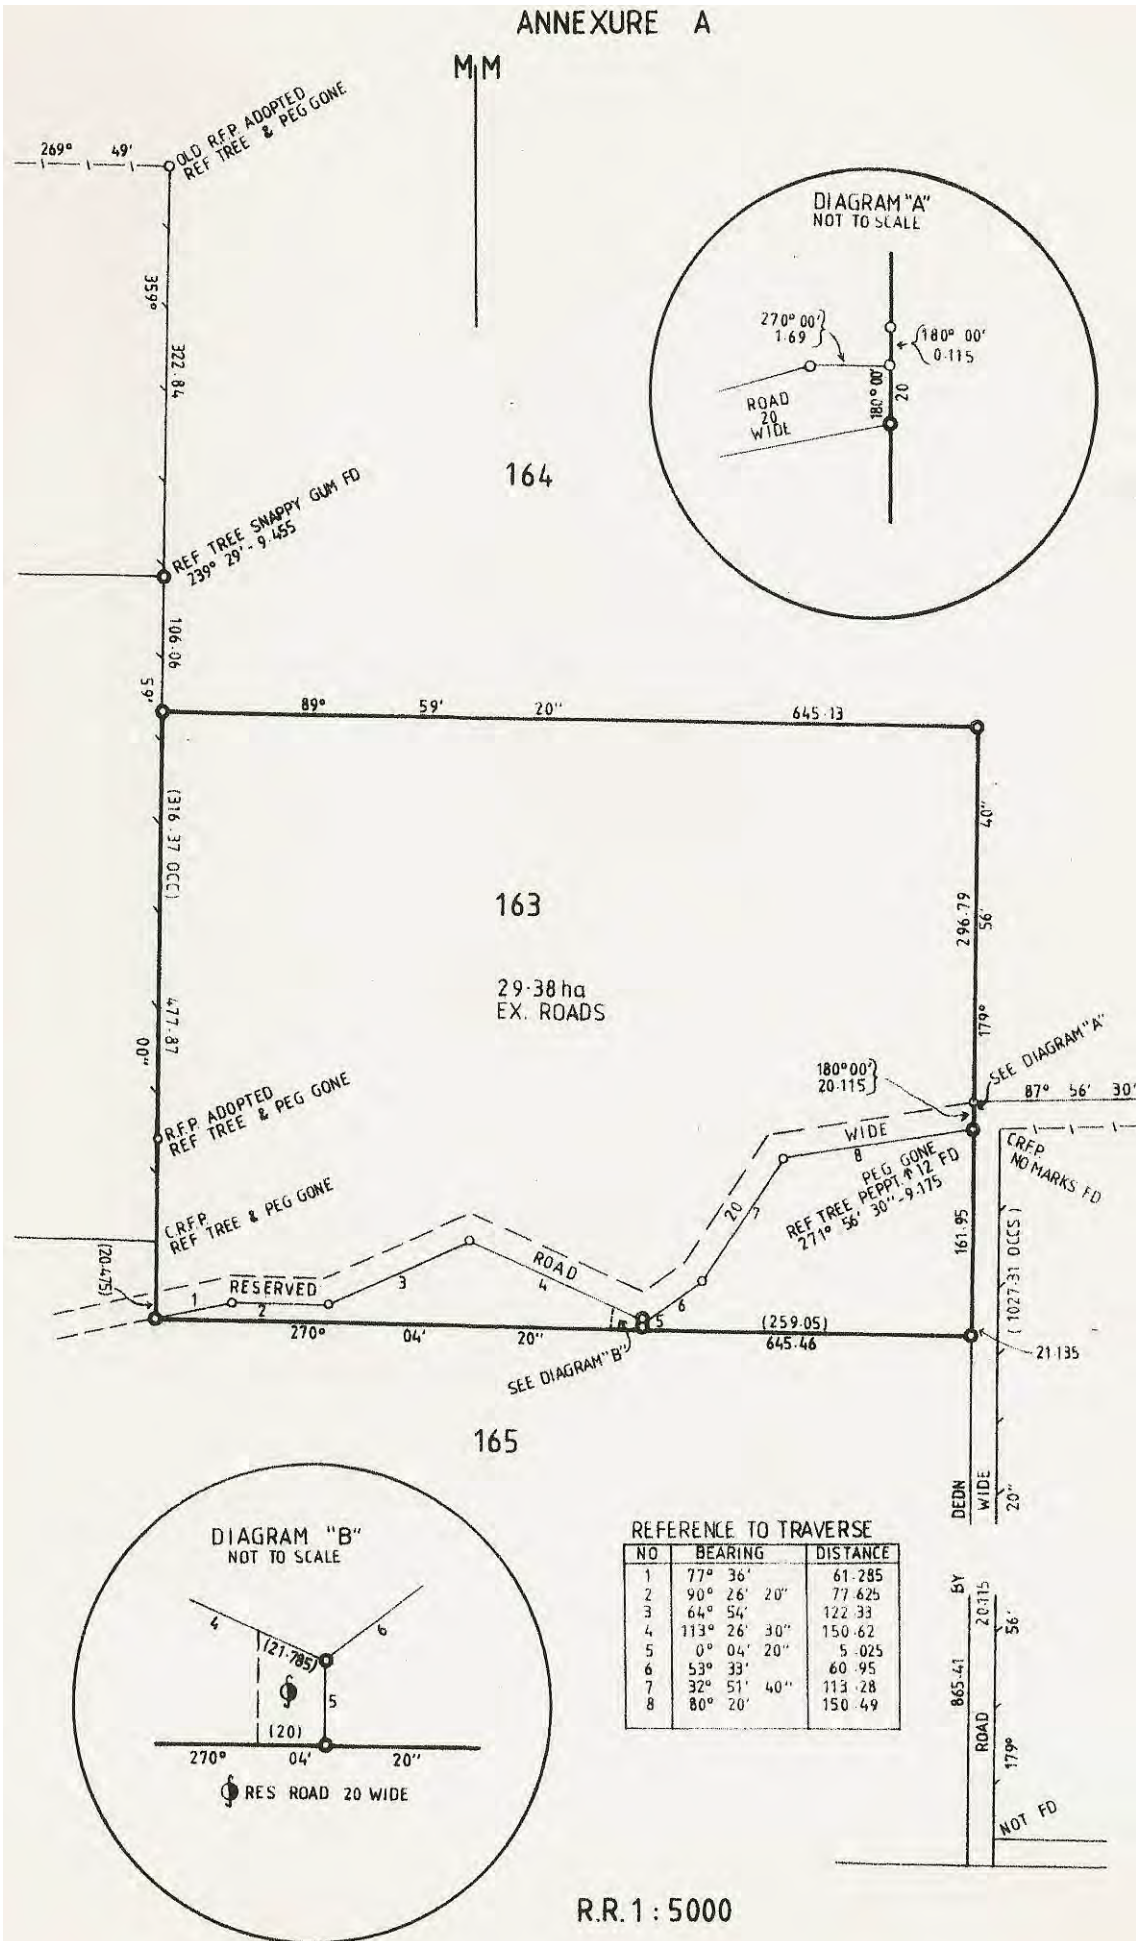 ANNEXURE A
M M
269° 49'
OLD R.F.P. ADOPTED
REF TREE & PEG GONE
359°
322.84
DIAGRAM "A"
NOT TO SCALE
270° 00'
1.69
180° 00'
0.115
180° 00'
20
ROAD
20
WIDE
164
REF TREE SNAPPY GUM FD
239° 29' - 9.455
106.06
59'
89° 59' 20" 645.13
(316.37 OCC)
477.87
00"
40"
296.79
56'
179°
163
29.38 ha
EX. ROADS
SEE DIAGRAM "A"
180° 00'
20.115
87° 56' 30"
R.F.P. ADOPTED
REF TREE & PEG GONE
C.R.F.P.
REF TREE & PEG GONE
WIDE
8
PEG GONE
REF TREE PEPPT. ↑ 12 FD
271° 56' 30" - 9.175
C.R.F.P.
NO MARKS FD
20
7
161.95
(1027.31 OCCS)
(20.475)
1
RESERVED
2
3
ROAD
4
5
6
270° 04' 20"
(259.05)
645.46
21.135
SEE DIAGRAM "B"
165
DIAGRAM "B"
NOT TO SCALE
4
6
(21.785)
5
(20)
270° 04' 20"
RES ROAD 20 WIDE
REFERENCE TO TRAVERSE
NO BEARING DISTANCE
1 77° 36' 61.285
2 90° 26' 20" 77.625
3 64° 54' 122.33
4 113° 26' 30" 150.62
5 0° 04' 20" 5.025
6 53° 33' 60.95
7 32° 51' 40" 113.28
8 80° 20' 150.49
DEDN
WIDE
20"
BY
20.115
56'
865.41
ROAD
179°
NOT FD
R.R. 1 : 5000